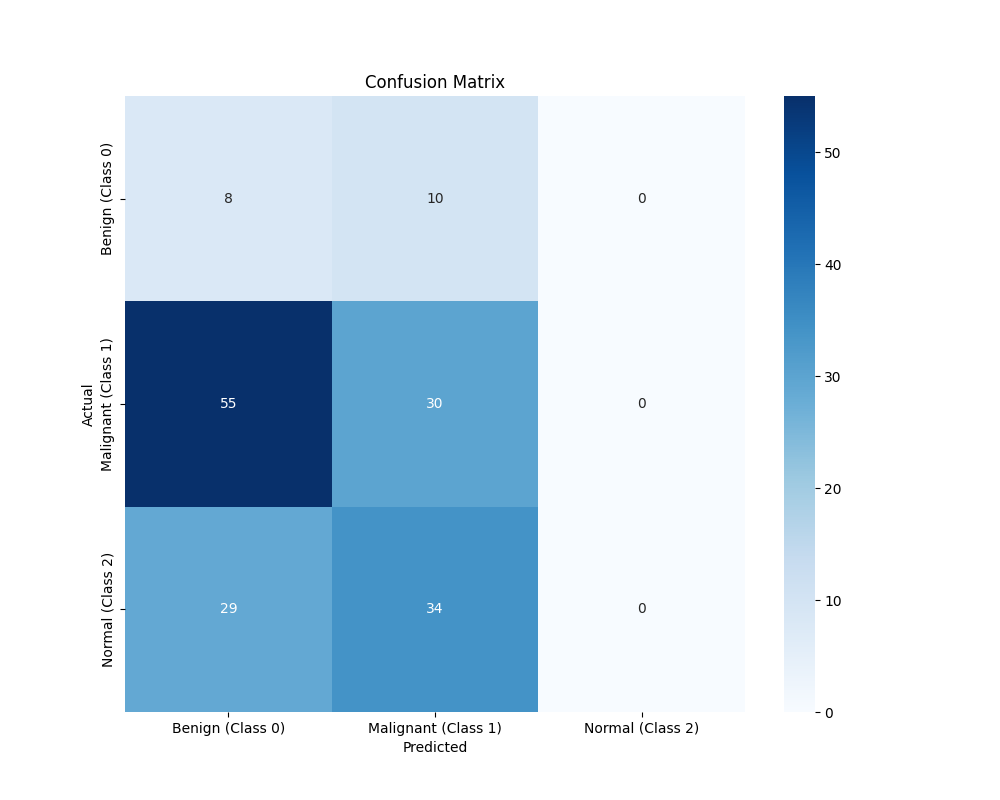 Confusion Matrix
Actual
Benign (Class 0)
8
10
0
Malignant (Class 1)
55
30
0
Normal (Class 2)
29
34
0
Benign (Class 0)
Malignant (Class 1)
Normal (Class 2)
Predicted
50
40
30
20
10
0